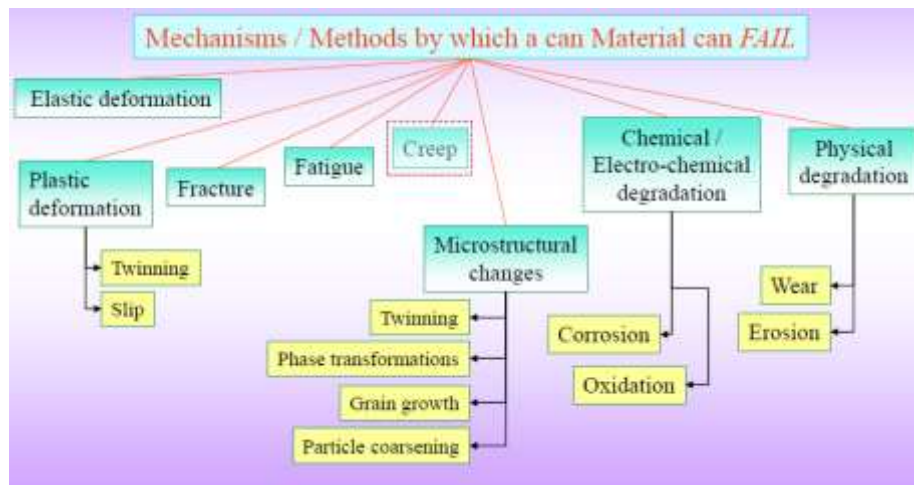 Mechanisms / Methods by which a can Material can FAIL
Elastic deformation
Plastic
deformation
Fracture
Fatigue
Creep
Chemical /
Electro-chemical
degradation
Physical
degradation
Twinning
Slip
Microstructural
changes
Twinning
Phase transformations
Grain growth
Particle coarsening
Corrosion
Oxidation
Wear
Erosion